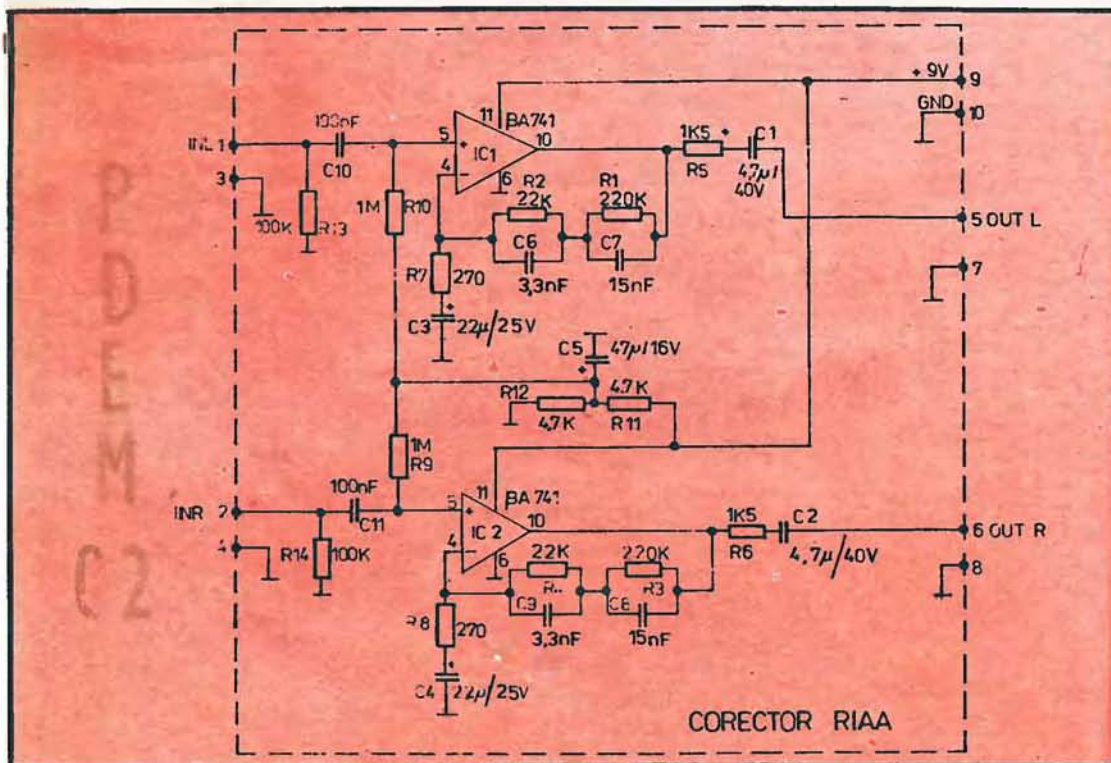 +9V 9
GND
10
INL 1
3
100nF
C10
100K
R13
1M
R10
5
4
11
BA741
IC1
6
10
R2
22K
R1
220K
C6
3,3nF
C7
15nF
1K5
R5
+
C1
4,7µ/
40V
5 OUT L
7
R7
270
C3
+
22µ/25V
C5
+
47µ/16V
R12
4.7K
4.7K
R11
1M
R9
INR 2
4
100nF
C11
R14
100K
5
4
11
BA741
IC2
6
10
22K
220K
R3
C9
3,3nF
C8
15nF
1K5
R6
C2
4,7µ/40V
6 OUT R
8
R8
270
C4
22µ/25V
CORECTOR RIAA
P
D
E
M
C2